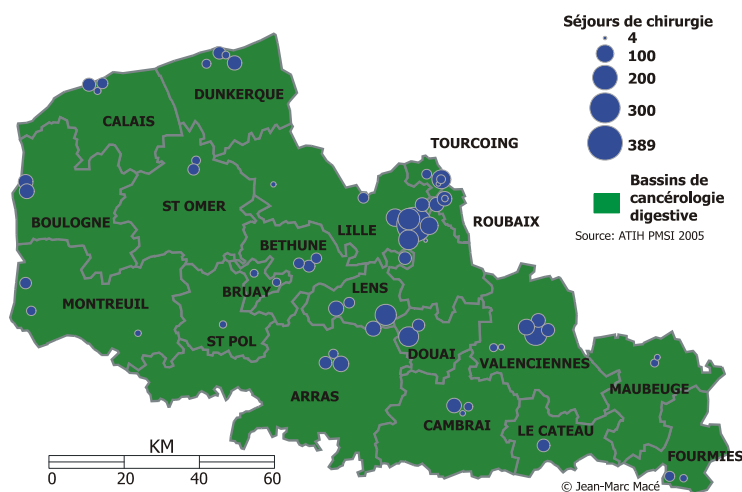 Séjours de chirurgie
4
100
200
300
389
Bassins de
cancérologie
digestive
Source: ATIH PMSI 2005
DUNKERQUE
CALAIS
TOURCOING
ST OMER
BOULOGNE
LILLE
ROUBAIX
BETHUNE
BRUAY
LENS
MONTREUIL
ST POL
DOUAI
VALENCIENNES
ARRAS
MAUBEUGE
CAMBRAI
LE CATEAU
FOURMIES
KM
0 20 40 60
© Jean-Marc Macé